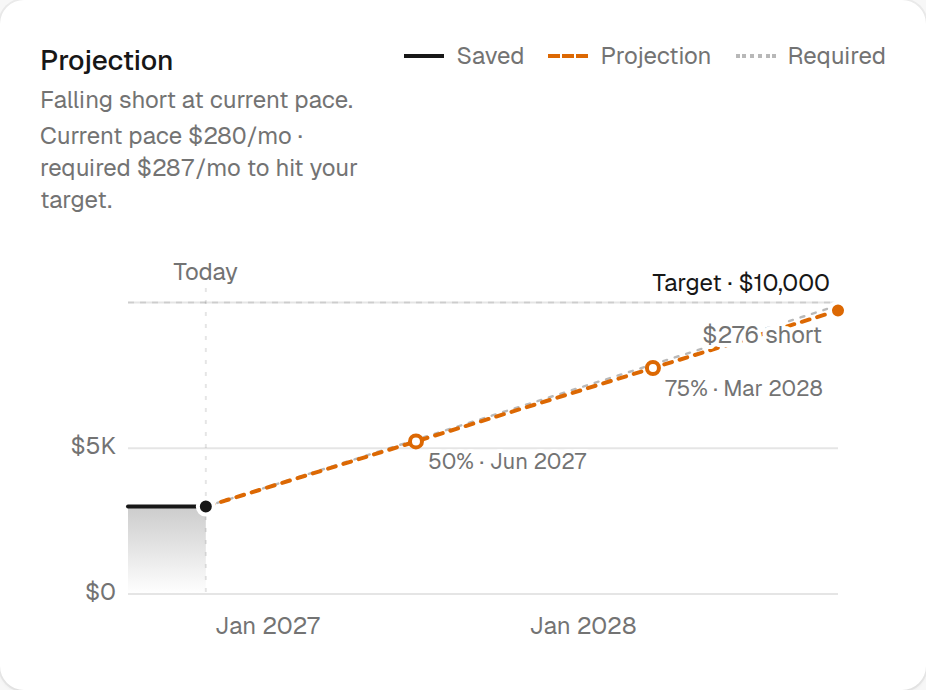 Projection
Saved
Projection
Required
Falling short at current pace.
Current pace $280/mo ·
required $287/mo to hit your
target.
Today
Target · $10,000
$276 short
75% · Mar 2028
$5K
50% · Jun 2027
$0
Jan 2027
Jan 2028